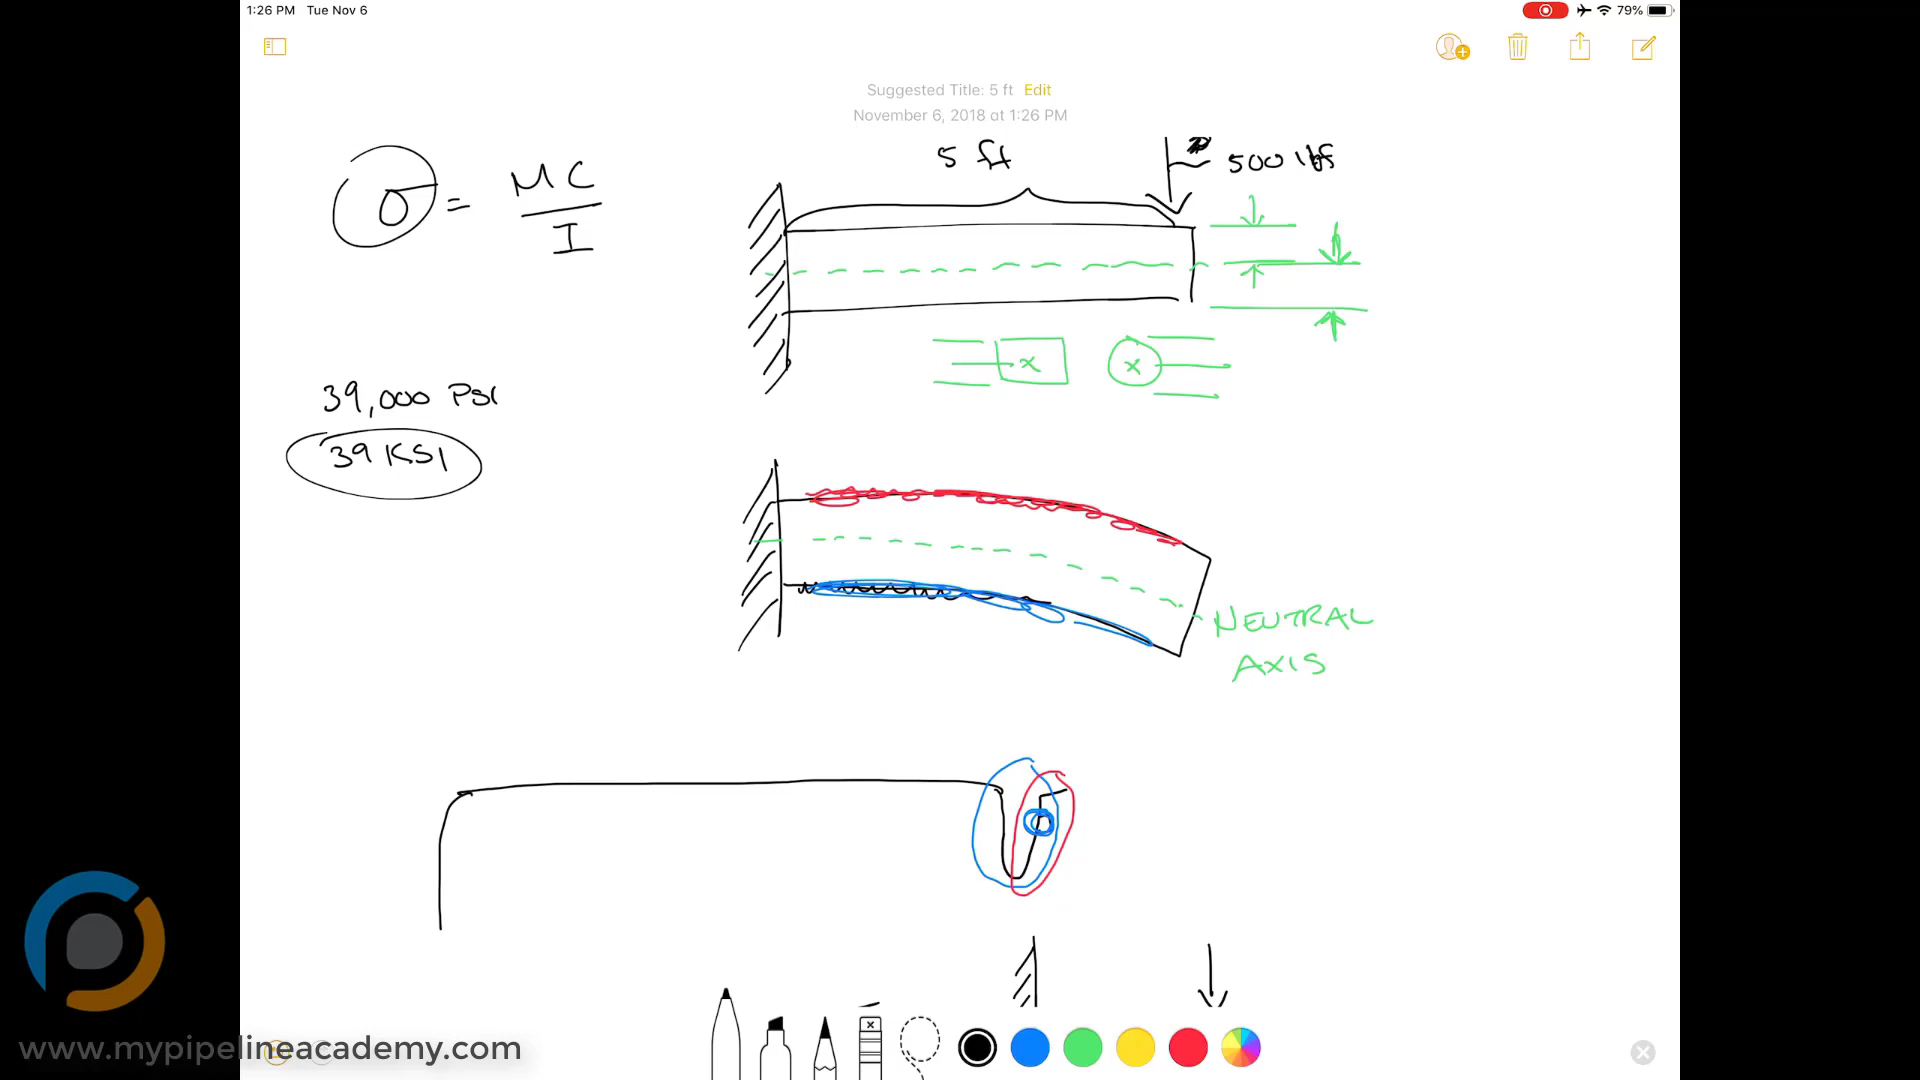 1:26 PM Tue Nov 6
79%
Suggested Title: 5 ft Edit
November 6, 2018 at 1:26 PM
5 ft
P
500 lbf
σ = MC
I
x x
39,000 PSI
39 KSI
NEUTRAL
AXIS
www.mypipelineacademy.com